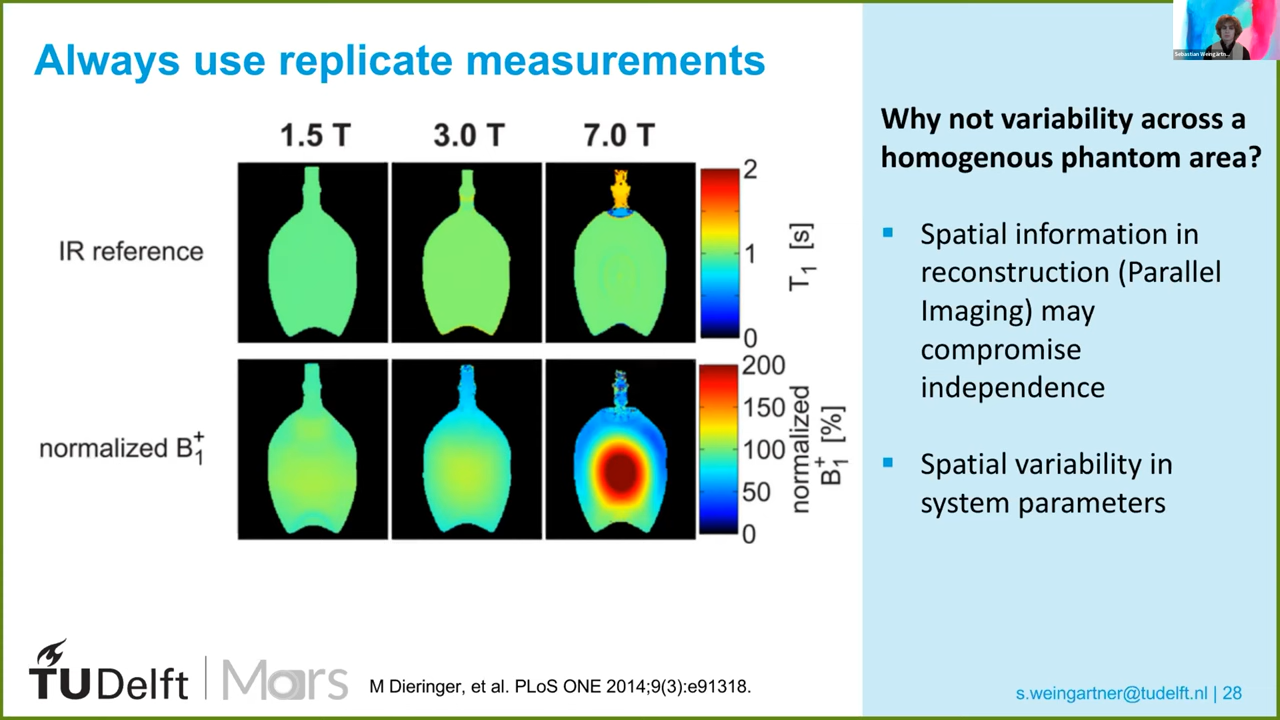 Always use replicate measurements
1.5 T 3.0 T 7.0 T
IR reference
2
1
0
T1 [s]
normalized B1+
200
150
100
50
0
normalized
B1+ [%]
Why not variability across a
homogenous phantom area?
▪ Spatial information in
reconstruction (Parallel
Imaging) may
compromise
independence
▪ Spatial variability in
system parameters
Sebastian Weingärtn...
TUDelft | Mars
M Dieringer, et al. PLoS ONE 2014;9(3):e91318.
s.weingartner@tudelft.nl | 28